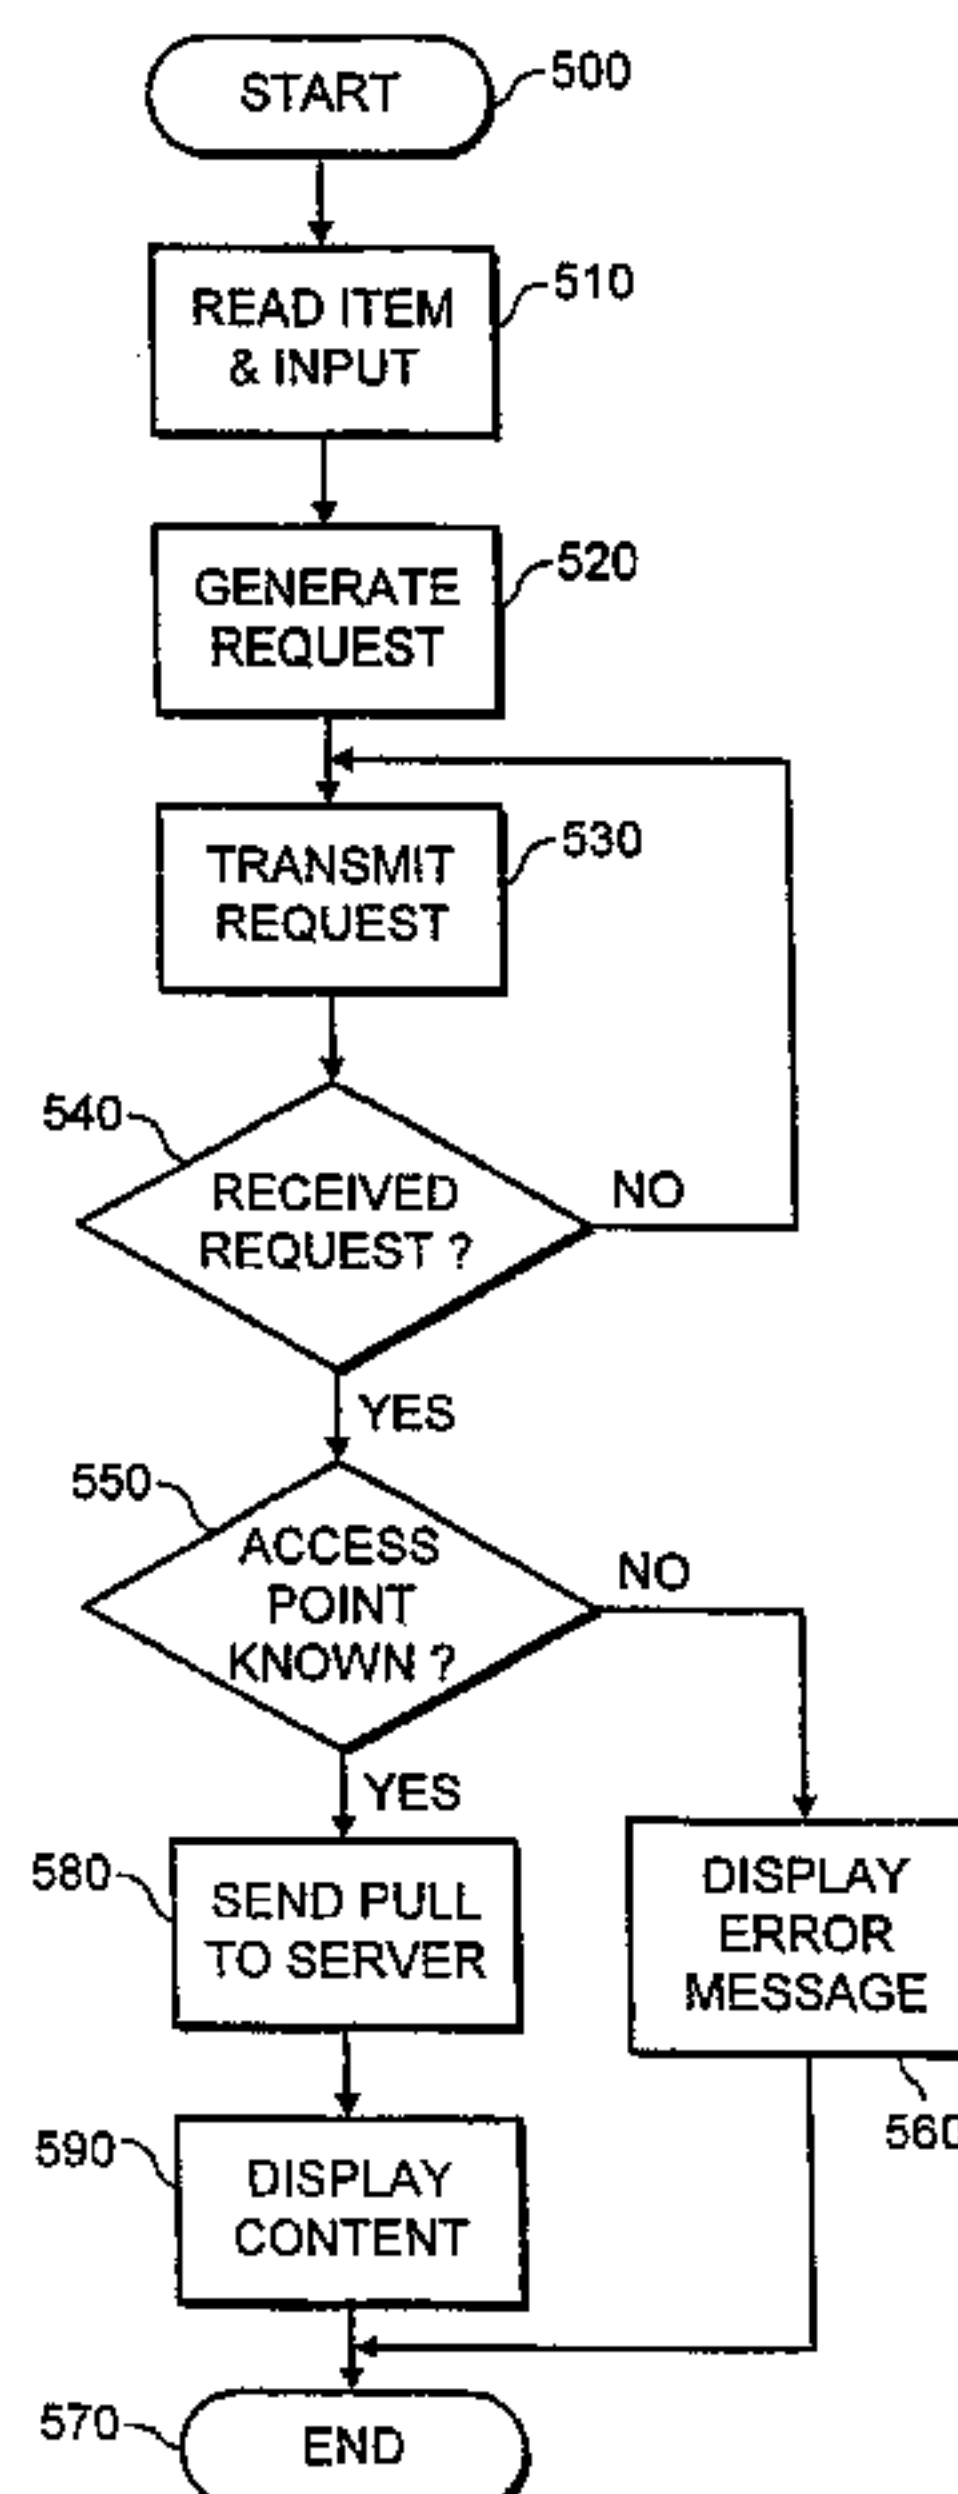 START
500
READ ITEM
& INPUT
510
GENERATE
REQUEST
520
TRANSMIT
REQUEST
530
540
RECEIVED
REQUEST ?
NO
YES
550
ACCESS
POINT
KNOWN ?
NO
YES
580
SEND PULL
TO SERVER
DISPLAY
ERROR
MESSAGE
560
590
DISPLAY
CONTENT
570
END